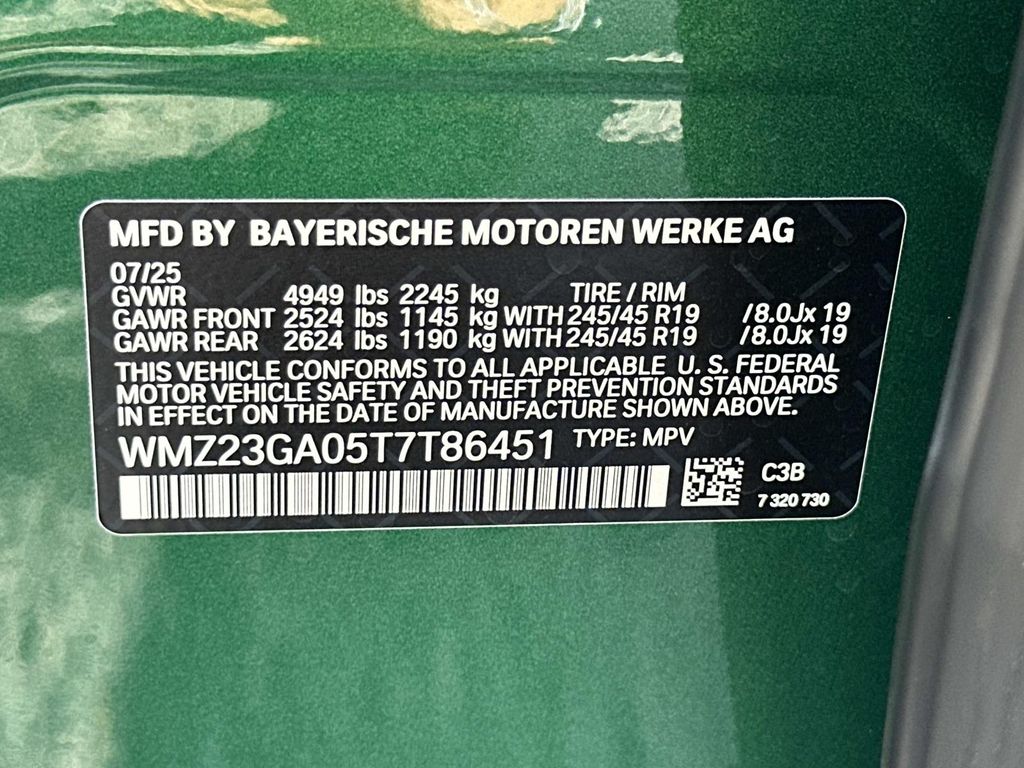 MFD BY BAYERISCHE MOTOREN WERKE AG
07/25
GVWR 4949 lbs 2245 kg TIRE / RIM
GAWR FRONT 2524 lbs 1145 kg WITH 245/45 R19 /8.0Jx 19
GAWR REAR 2624 lbs 1190 kg WITH 245/45 R19 /8.0Jx 19
THIS VEHICLE CONFORMS TO ALL APPLICABLE U. S. FEDERAL
MOTOR VEHICLE SAFETY AND THEFT PREVENTION STANDARDS
IN EFFECT ON THE DATE OF MANUFACTURE SHOWN ABOVE.
WMZ23GA05T7T86451 TYPE: MPV
C3B
7 320 730